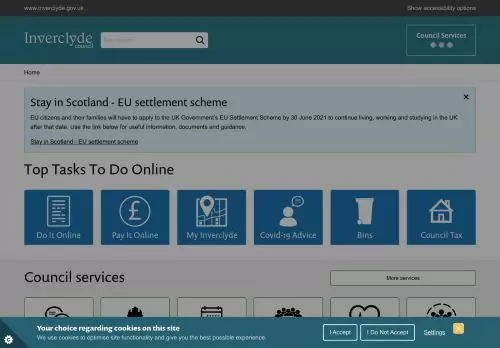 www.inverclyde.gov.uk
Show accessibility options
Inverclyde
council
Council Services
Home
Stay in Scotland - EU settlement scheme
EU citizens and their families will have to apply to the UK Government's EU Settlement Scheme by 30 June 2021 to continue living, working and studying in the UK
after that date. Use the link below for useful information, documents and guidance.
Stay in Scotland - EU settlement scheme
Top Tasks To Do Online
Do It Online
Pay It Online
My Inverclyde
Covid-19 Advice
Bins
Council Tax
Council services
More services
Your choice regarding cookies on this site
We use cookies to optimise site functionality and give you the best possible experience.
I Accept
I Do Not Accept
Settings